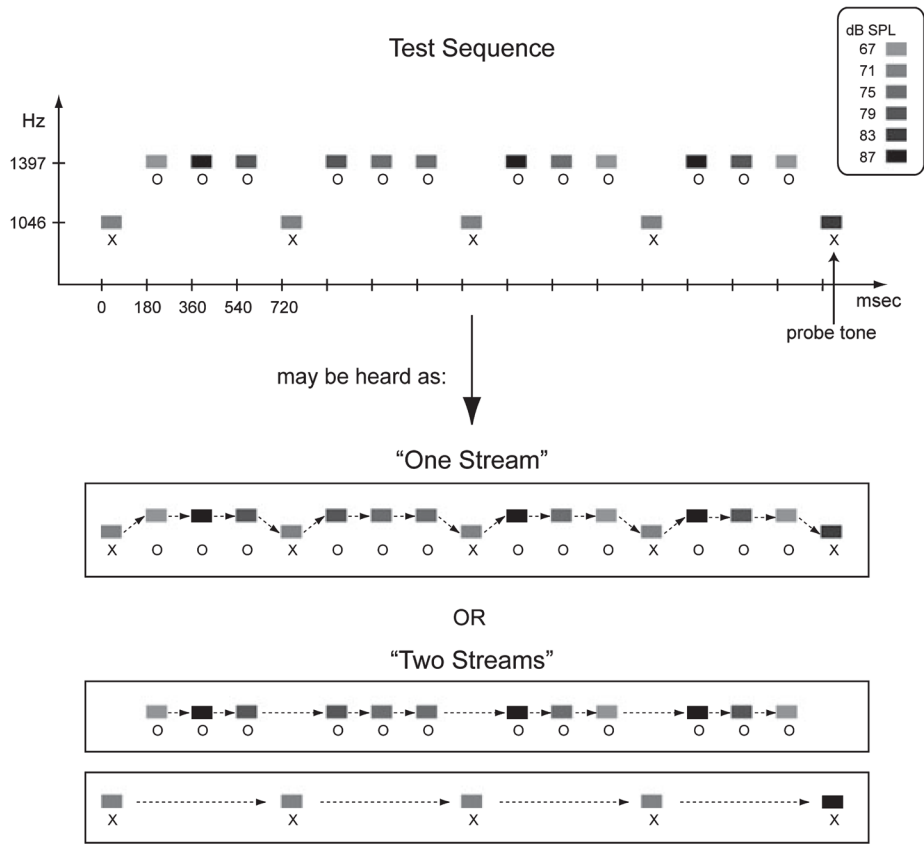 Test Sequence
dB SPL
67
71
75
79
83
87
Hz
1397
O O O O O O O O O O O O
1046
X X X X X
0 180 360 540 720
msec
probe tone
may be heard as:
“One Stream”
X O O O X O O O X O O O X O O O X
OR
“Two Streams”
O O O O O O O O O O O O
X X X X X